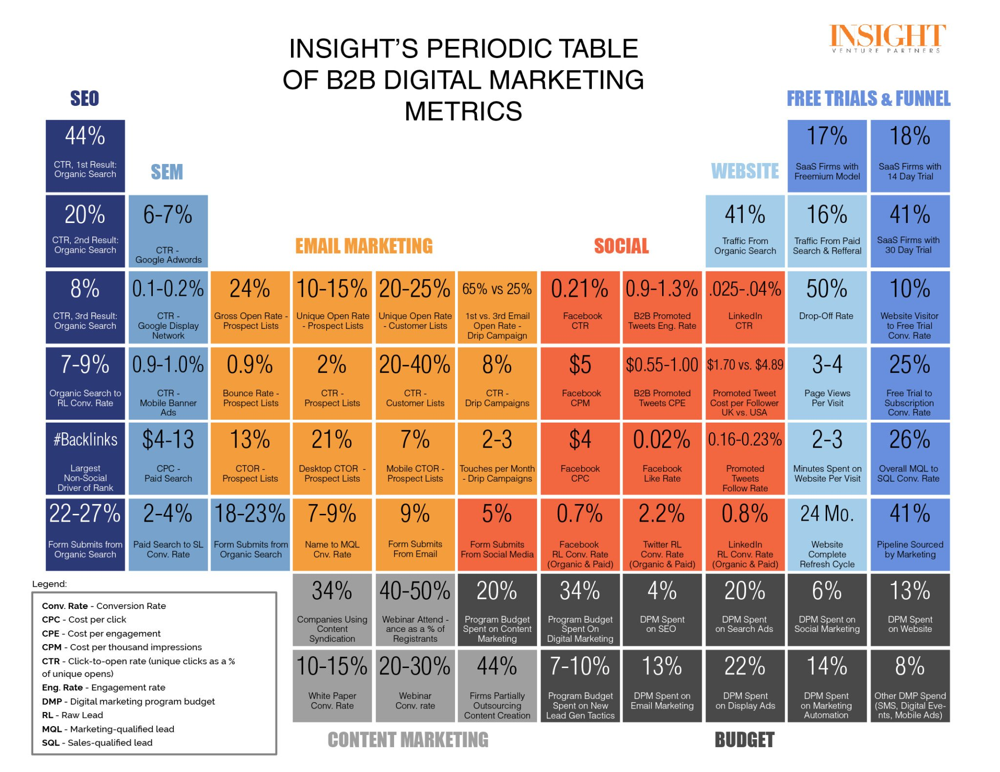 INSIGHT
VENTURE PARTNERS
INSIGHT'S PERIODIC TABLE
OF B2B DIGITAL MARKETING
METRICS
SEO
FREE TRIALS & FUNNEL
44%
CTR, 1st Result:
Organic Search
17%
SaaS Firms with
Freemium Model
18%
SaaS Firms with
14 Day Trial
SEM
WEBSITE
20%
CTR, 2nd Result:
Organic Search
6-7%
CTR -
Google Adwords
41%
Traffic From
Organic Search
16%
Traffic From Paid
Search & Refferal
41%
SaaS Firms with
30 Day Trial
EMAIL MARKETING
SOCIAL
8%
CTR, 3rd Result:
Organic Search
0.1-0.2%
CTR -
Google Display
Network
24%
Gross Open Rate -
Prospect Lists
10-15%
Unique Open Rate
- Prospect Lists
20-25%
Unique Open Rate
- Customer Lists
65% vs 25%
1st vs. 3rd Email
Open Rate -
Drip Campaign
0.21%
Facebook
CTR
0.9-1.3%
B2B Promoted
Tweets Eng. Rate
.025-.04%
LinkedIn
CTR
50%
Drop-Off Rate
10%
Website Visitor
to Free Trial
Conv. Rate
7-9%
Organic Search to
RL Conv. Rate
0.9-1.0%
CTR -
Mobile Banner
Ads
0.9%
Bounce Rate -
Prospect Lists
2%
CTR -
Prospect Lists
20-40%
CTR -
Customer Lists
8%
CTR -
Drip Campaigns
$5
Facebook
CPM
$0.55-1.00
B2B Promoted
Tweets CPE
$1.70 vs. $4.89
Promoted Tweet
Cost per Follower
UK vs. USA
3-4
Page Views
Per Visit
25%
Free Trial to
Subscription
Conv. Rate
#Backlinks
Largest
Non-Social
Driver of Rank
$4-13
CPC -
Paid Search
13%
CTOR -
Prospect Lists
21%
Desktop CTOR -
Prospect Lists
7%
Mobile CTOR -
Prospect Lists
2-3
Touches per Month
- Drip Campaigns
$4
Facebook
CPC
0.02%
Facebook
Like Rate
0.16-0.23%
Promoted
Tweets
Follow Rate
2-3
Minutes Spent on
Website Per Visit
26%
Overall MQL to
SQL Conv. Rate
22-27%
Form Submits from
Organic Search
2-4%
Paid Search to SL
Conv. Rate
18-23%
Form Submits from
Organic Search
7-9%
Name to MQL
Cnv. Rate
9%
Form Submits
From Email
5%
Form Submits
From Social Media
0.7%
Facebook
RL Conv. Rate
(Organic & Paid)
2.2%
Twitter RL
Conv. Rate
(Organic & Paid)
0.8%
LinkedIn
RL Conv. Rate
(Organic & Paid)
24 Mo.
Website
Complete
Refresh Cycle
41%
Pipeline Sourced
by Marketing
34%
Companies Using
Content
Syndication
40-50%
Webinar Attend -
ance as a % of
Registrants
20%
Program Budget
Spent on Content
Marketing
34%
Program Budget
Spent On
Digital Marketing
4%
DPM Spent
on SEO
20%
DPM Spent
on Search Ads
6%
DPM Spent on
Social Marketing
13%
DPM Spent
on Website
10-15%
White Paper
Conv. Rate
20-30%
Webinar
Conv. rate
44%
Firms Partially
Outsourcing
Content Creation
7-10%
Program Budget
Spent on New
Lead Gen Tactics
13%
DPM Spent on
Email Marketing
22%
DPM Spent
on Display Ads
14%
DPM Spent
on Marketing
Automation
8%
Other DMP Spend
(SMS, Digital Eve-
nts, Mobile Ads)
CONTENT MARKETING
BUDGET
Legend:
Conv. Rate - Conversion Rate
CPC - Cost per click
CPE - Cost per engagement
CPM - Cost per thousand impressions
CTR - Click-to-open rate (unique clicks as a %
of unique opens)
Eng. Rate - Engagement rate
DMP - Digital marketing program budget
RL - Raw Lead
MQL - Marketing-qualified lead
SQL - Sales-qualified lead